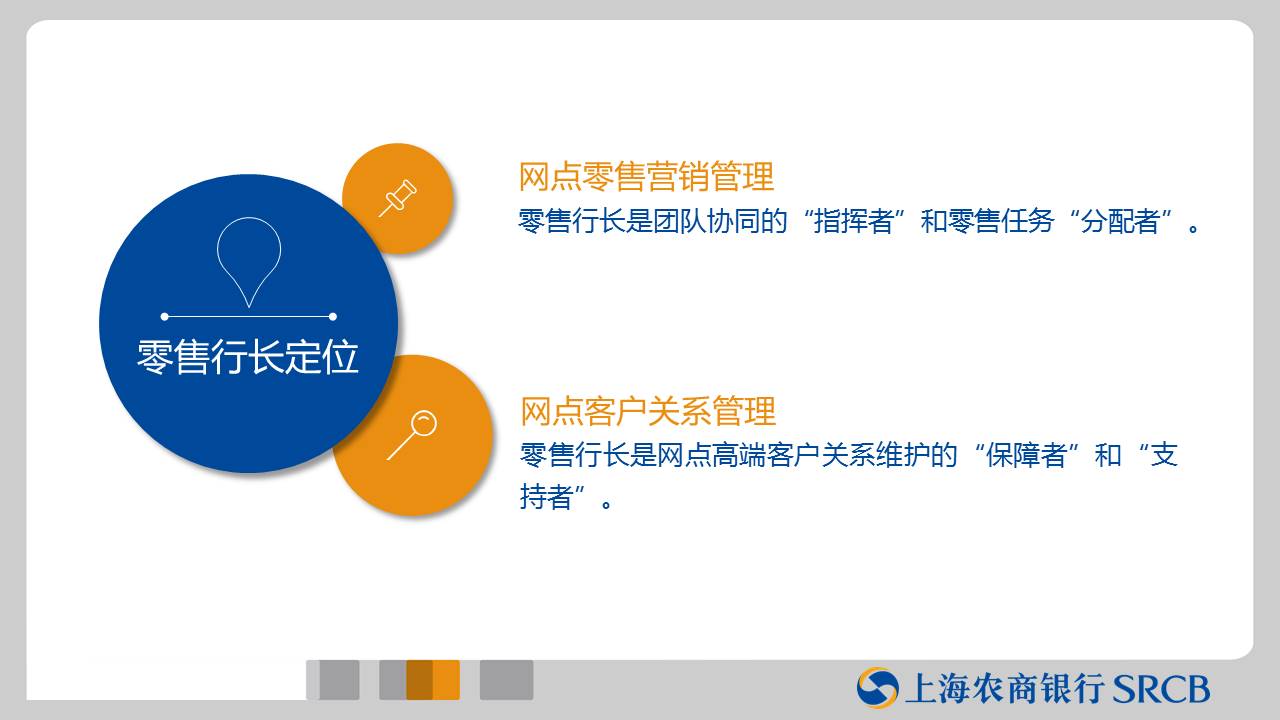 零售行长定位
网点零售营销管理
零售行长是团队协同的“指挥者”和零售任务“分配者”。
网点客户关系管理
零售行长是网点高端客户关系维护的“保障者”和“支
持者”。
上海农商银行 SRCB